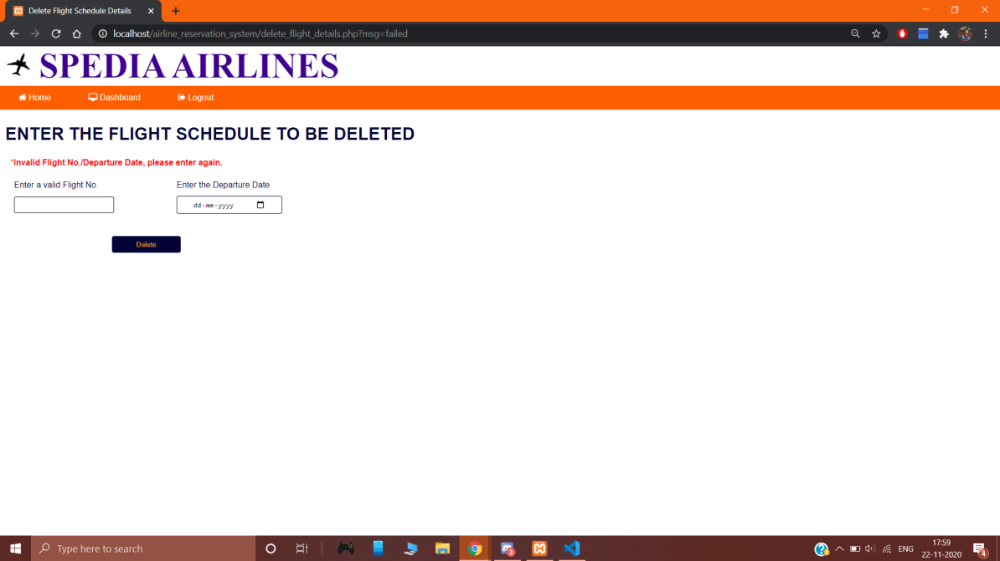 Delete Flight Schedule Details
localhost/airline_reservation_system/delete_flight_details.php?msg=failed
SPEDIA AIRLINES
Home Dashboard Logout
ENTER THE FLIGHT SCHEDULE TO BE DELETED
*Invalid Flight No./Departure Date, please enter again.
Enter a valid Flight No. Enter the Departure Date
dd-mm-yyyy
Delete
Type here to search
3
ENG
17:59
22-11-2020
4